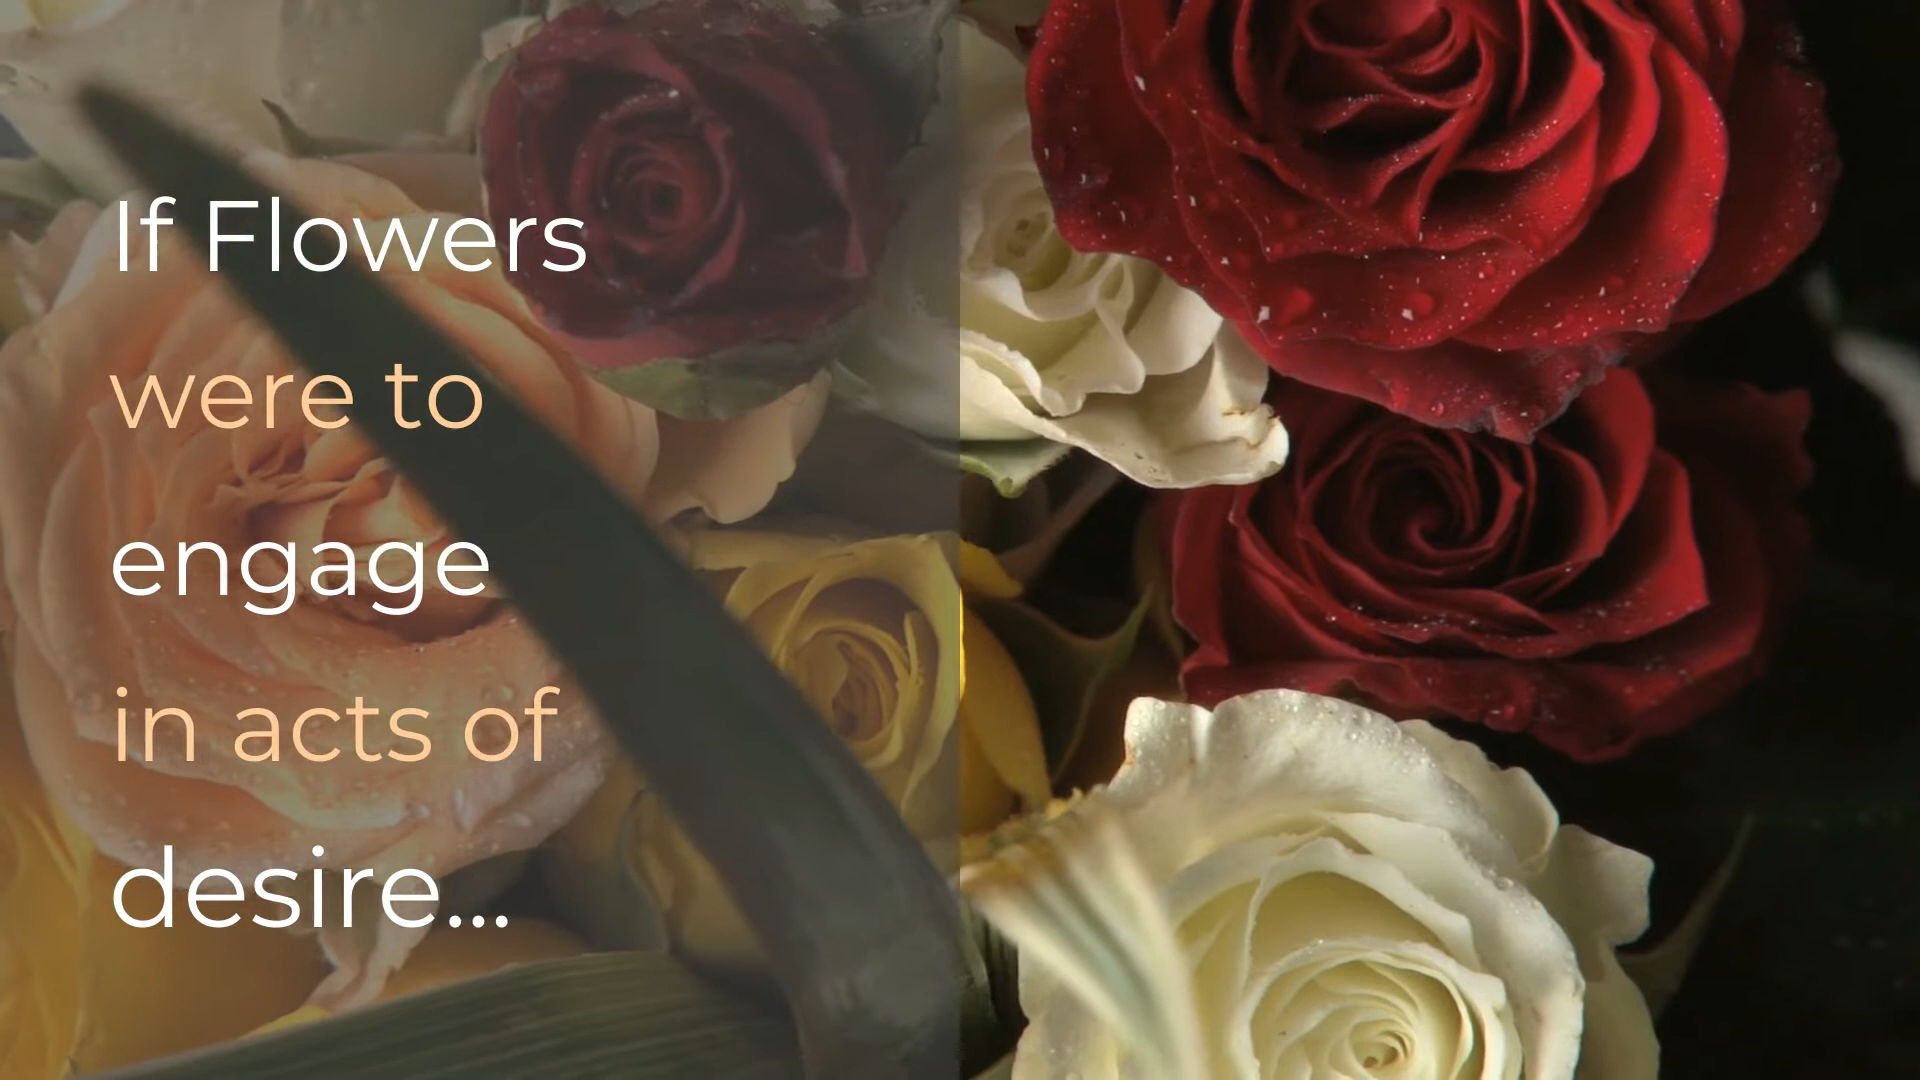 If Flowers
were to
engage
in acts of
desire...